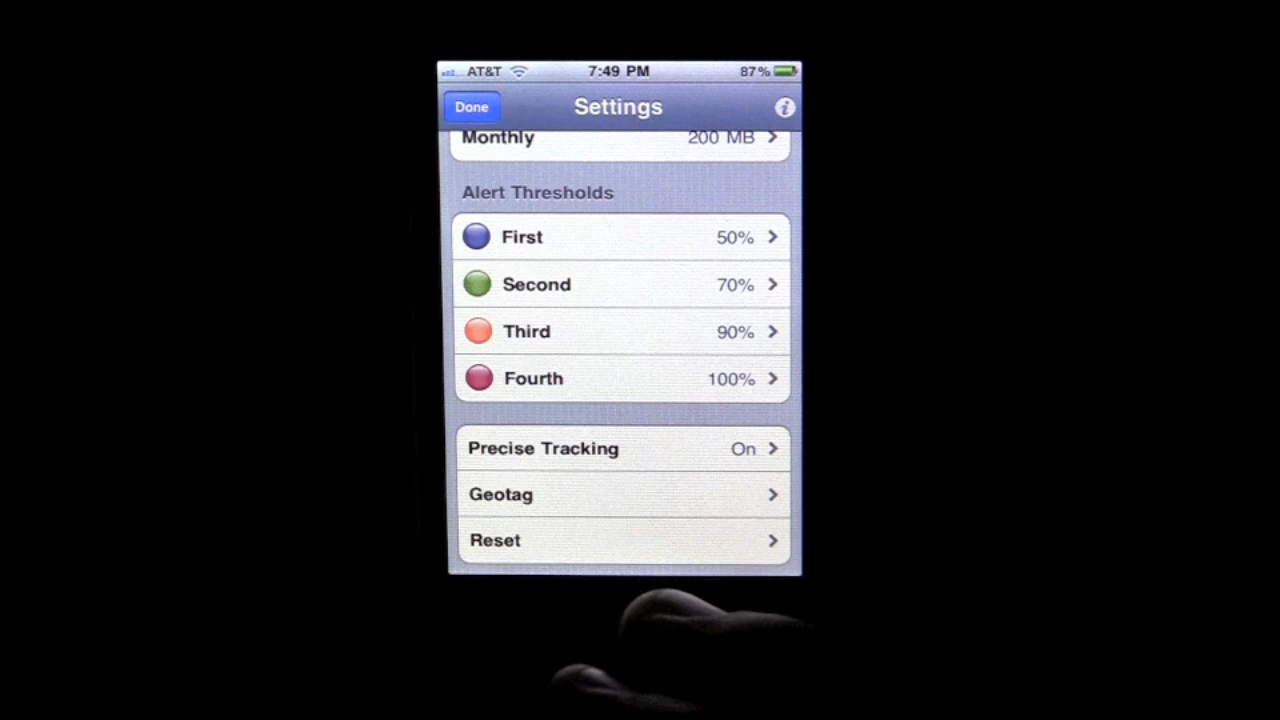 AT&T 7:49 PM 87%
Done Settings i
Monthly 200 MB
Alert Thresholds
First 50%
Second 70%
Third 90%
Fourth 100%
Precise Tracking On
Geotag
Reset